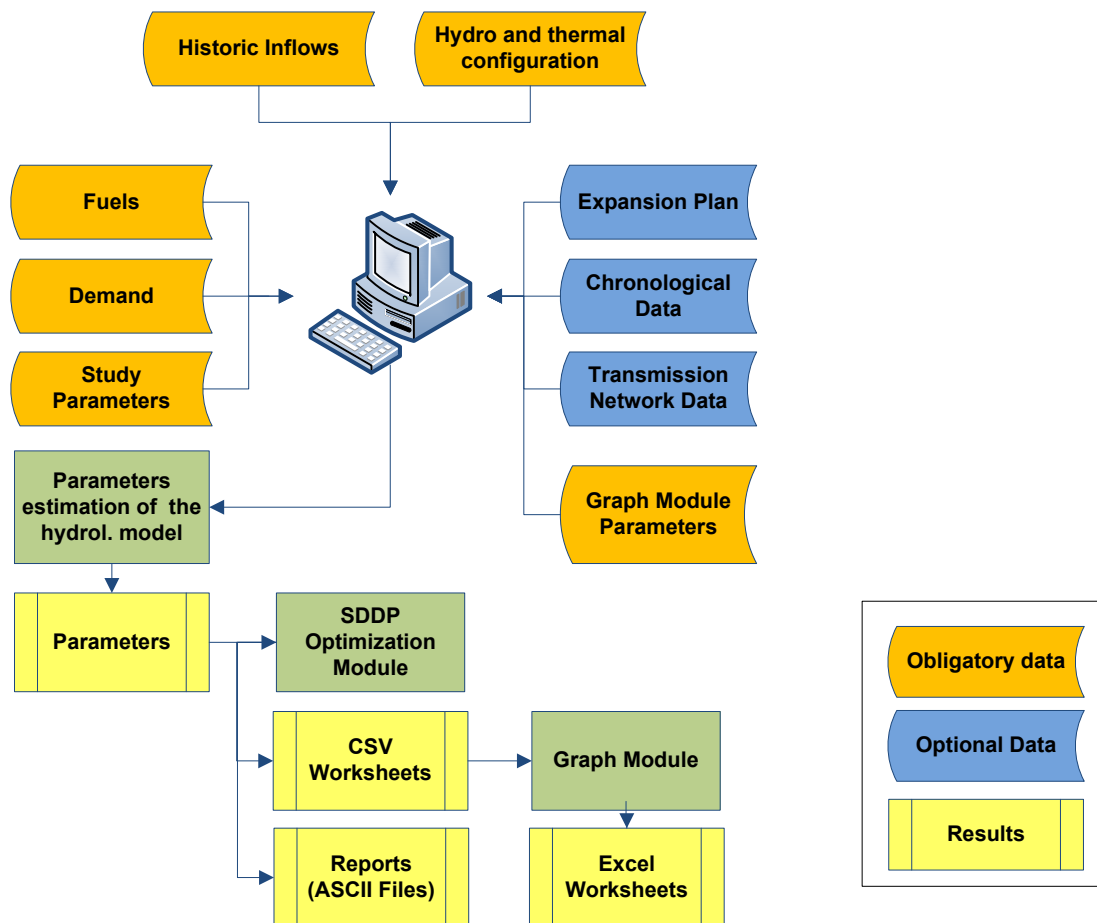 Historic Inflows
Hydro and thermal
configuration
Fuels
Demand
Study
Parameters
Expansion Plan
Chronological
Data
Transmission
Network Data
Graph Module
Parameters
Parameters
estimation of the
hydrol. model
Parameters
SDDP
Optimization
Module
CSV
Worksheets
Graph Module
Reports
(ASCII Files)
Excel
Worksheets
Obligatory data
Optional Data
Results